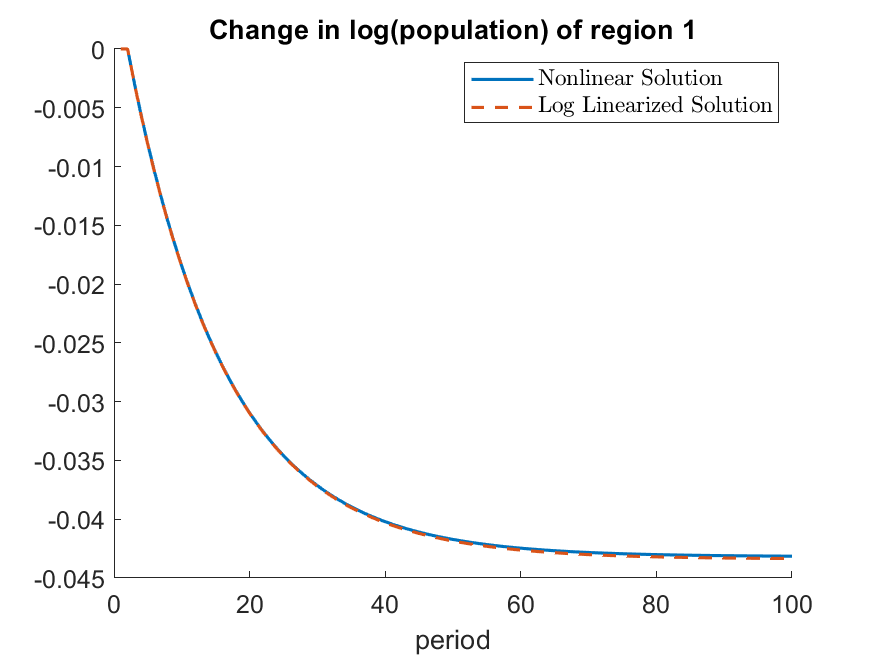 Change in log(population) of region 1
Nonlinear Solution
Log Linearized Solution
0
-0.005
-0.01
-0.015
-0.02
-0.025
-0.03
-0.035
-0.04
-0.045
0 20 40 60 80 100
period